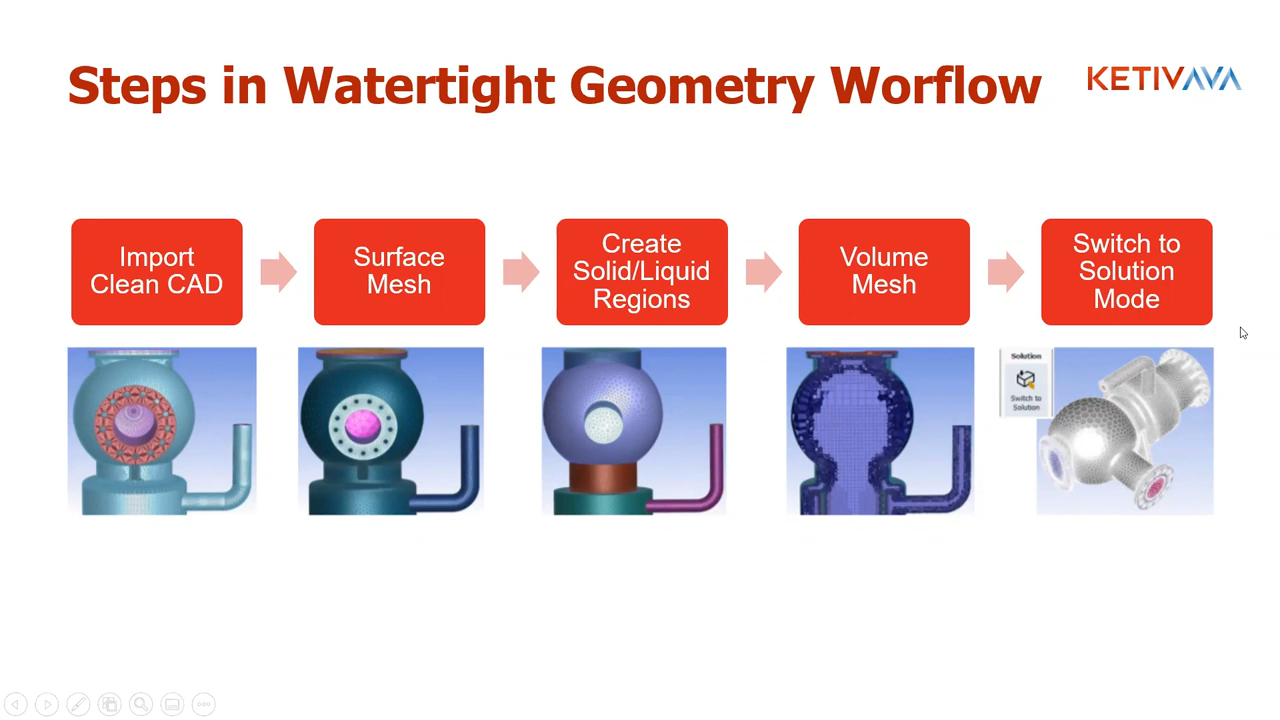 Steps in Watertight Geometry Worflow
KETIVAVA
Import
Clean CAD
Surface
Mesh
Create
Solid/Liquid
Regions
Volume
Mesh
Switch to
Solution
Mode
Solution
Switch to
Solution